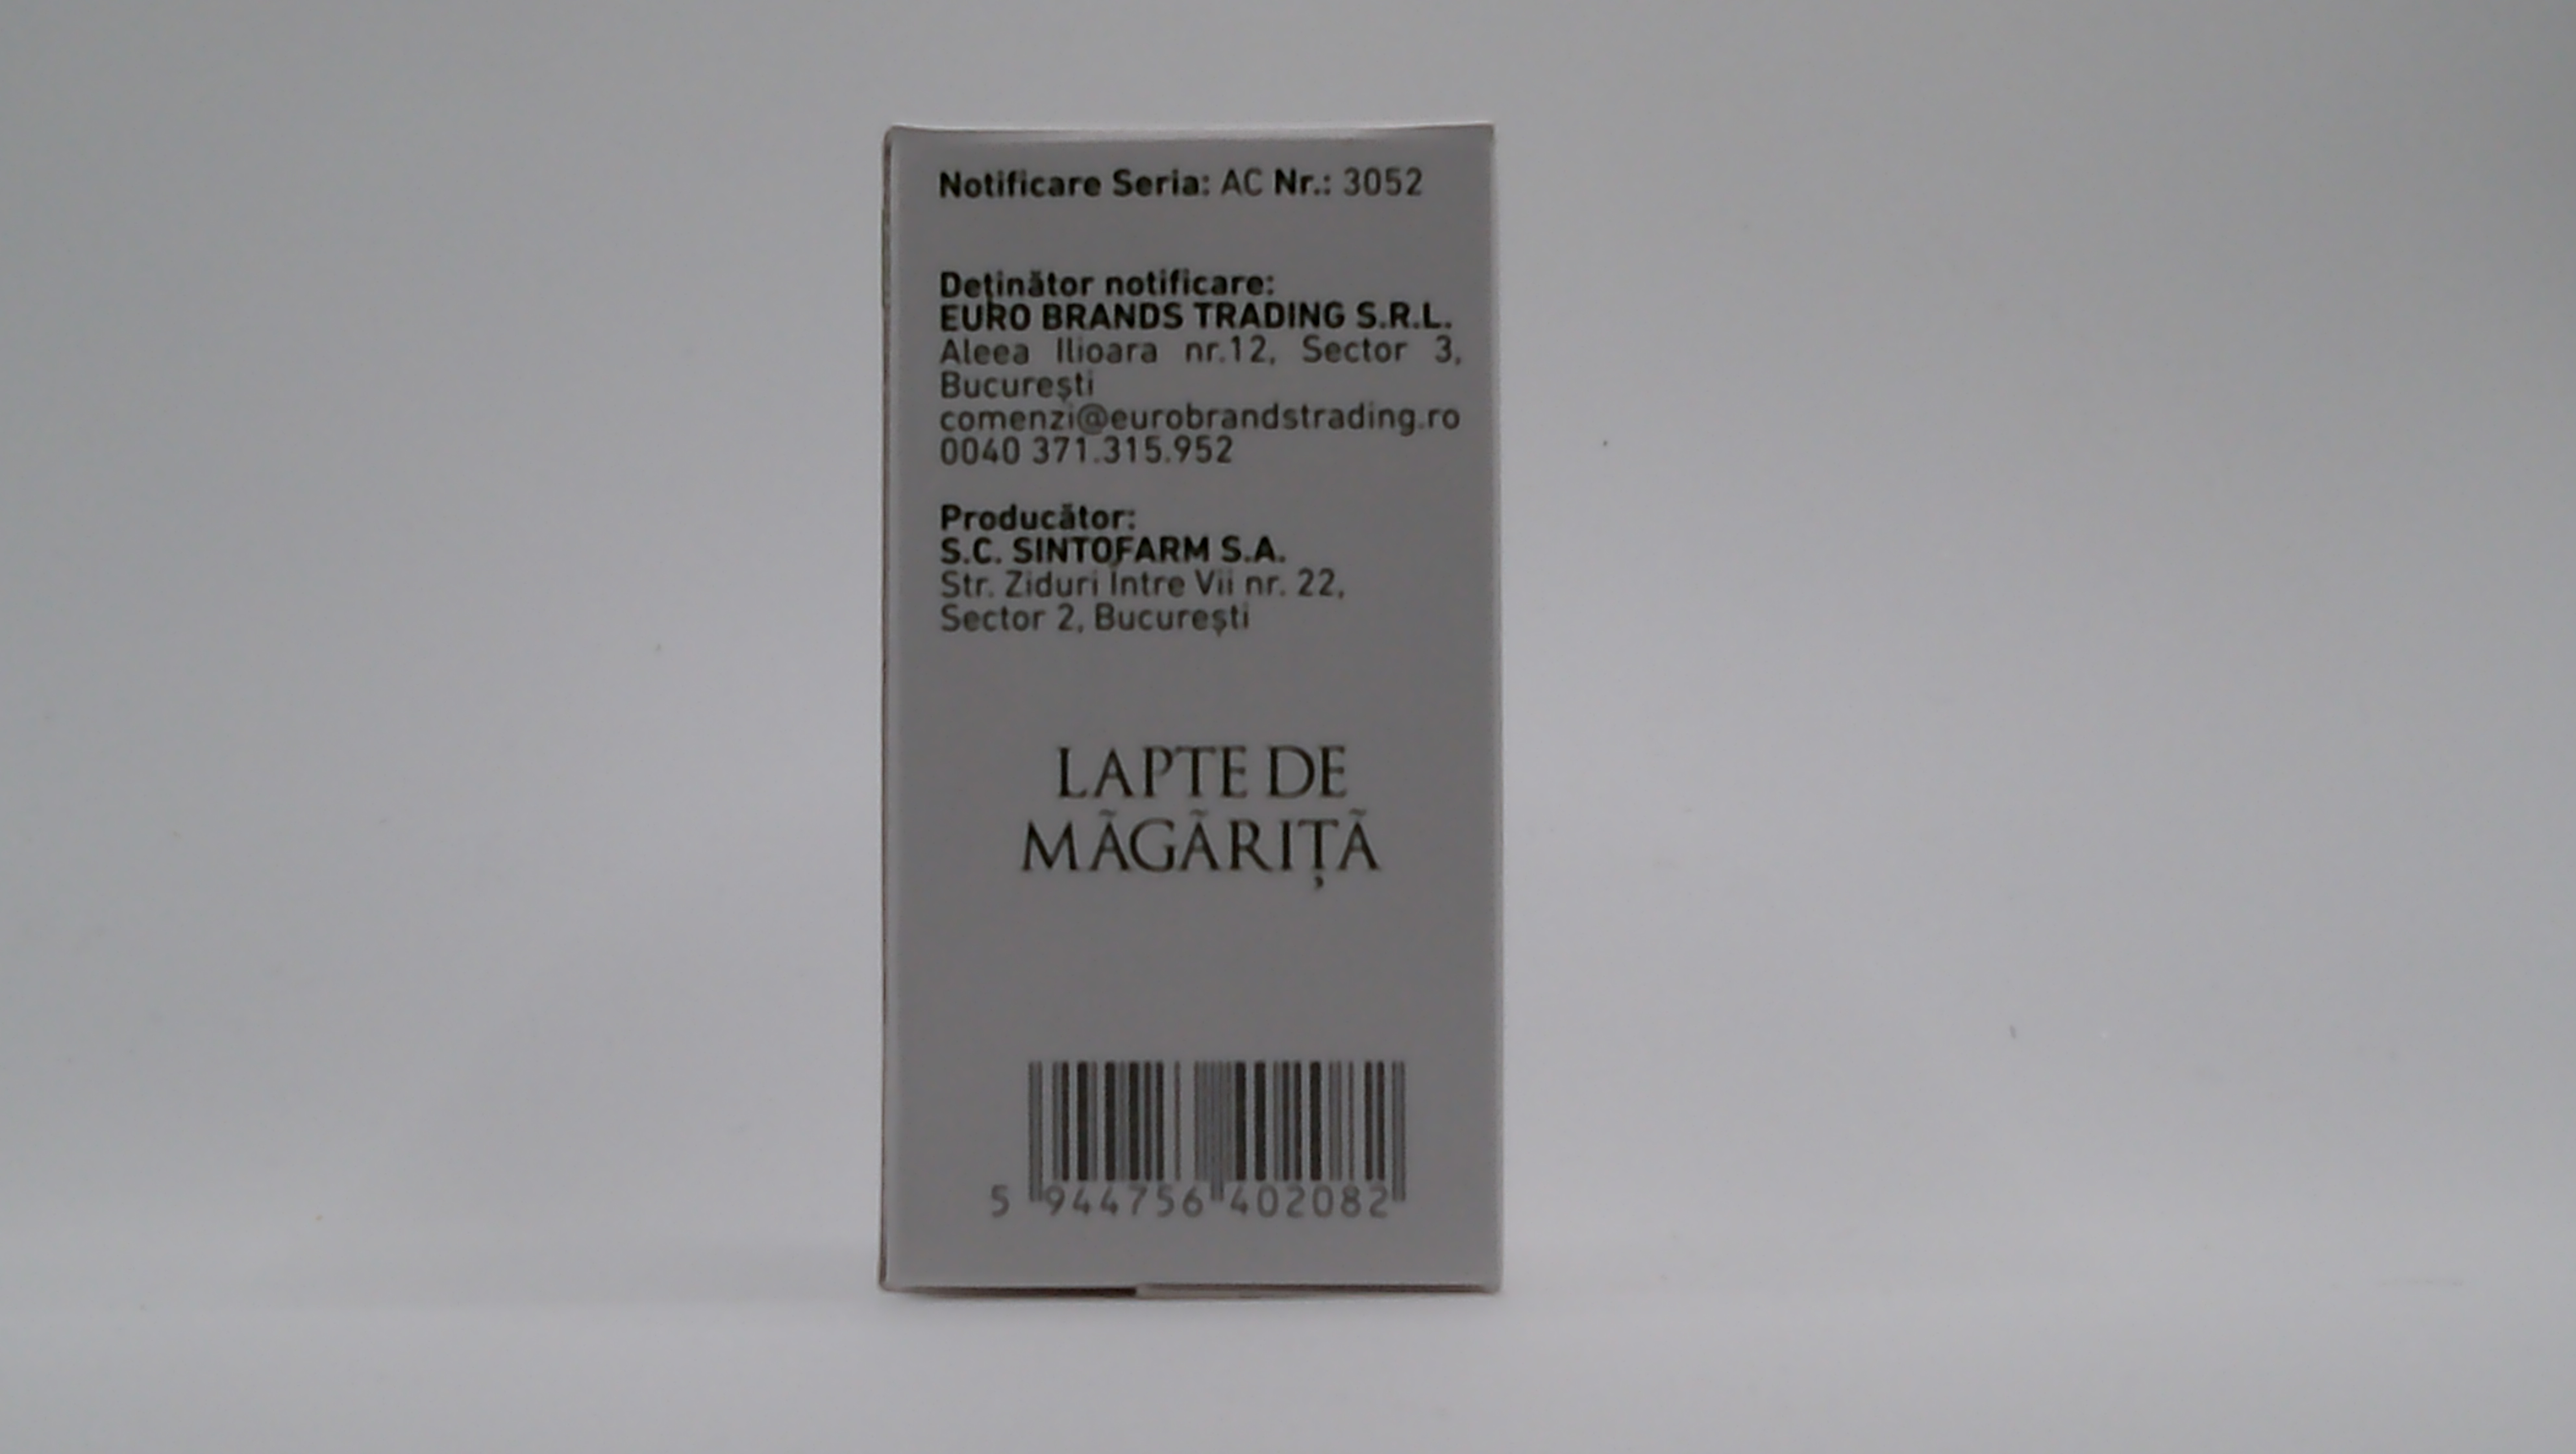 Notificare Seria: AC Nr.: 3052
Deținător notificare:
EURO BRANDS TRADING S.R.L.
Aleea Ilioara nr.12, Sector 3,
București
comenzi@eurobrandstrading.ro
0040 371.315.952
Producător:
S.C. SINTOFARM S.A.
Str. Ziduri Între Vii nr. 22,
Sector 2, București
LAPTE DE
MÃGÃRIȚÃ
5 944756 402082